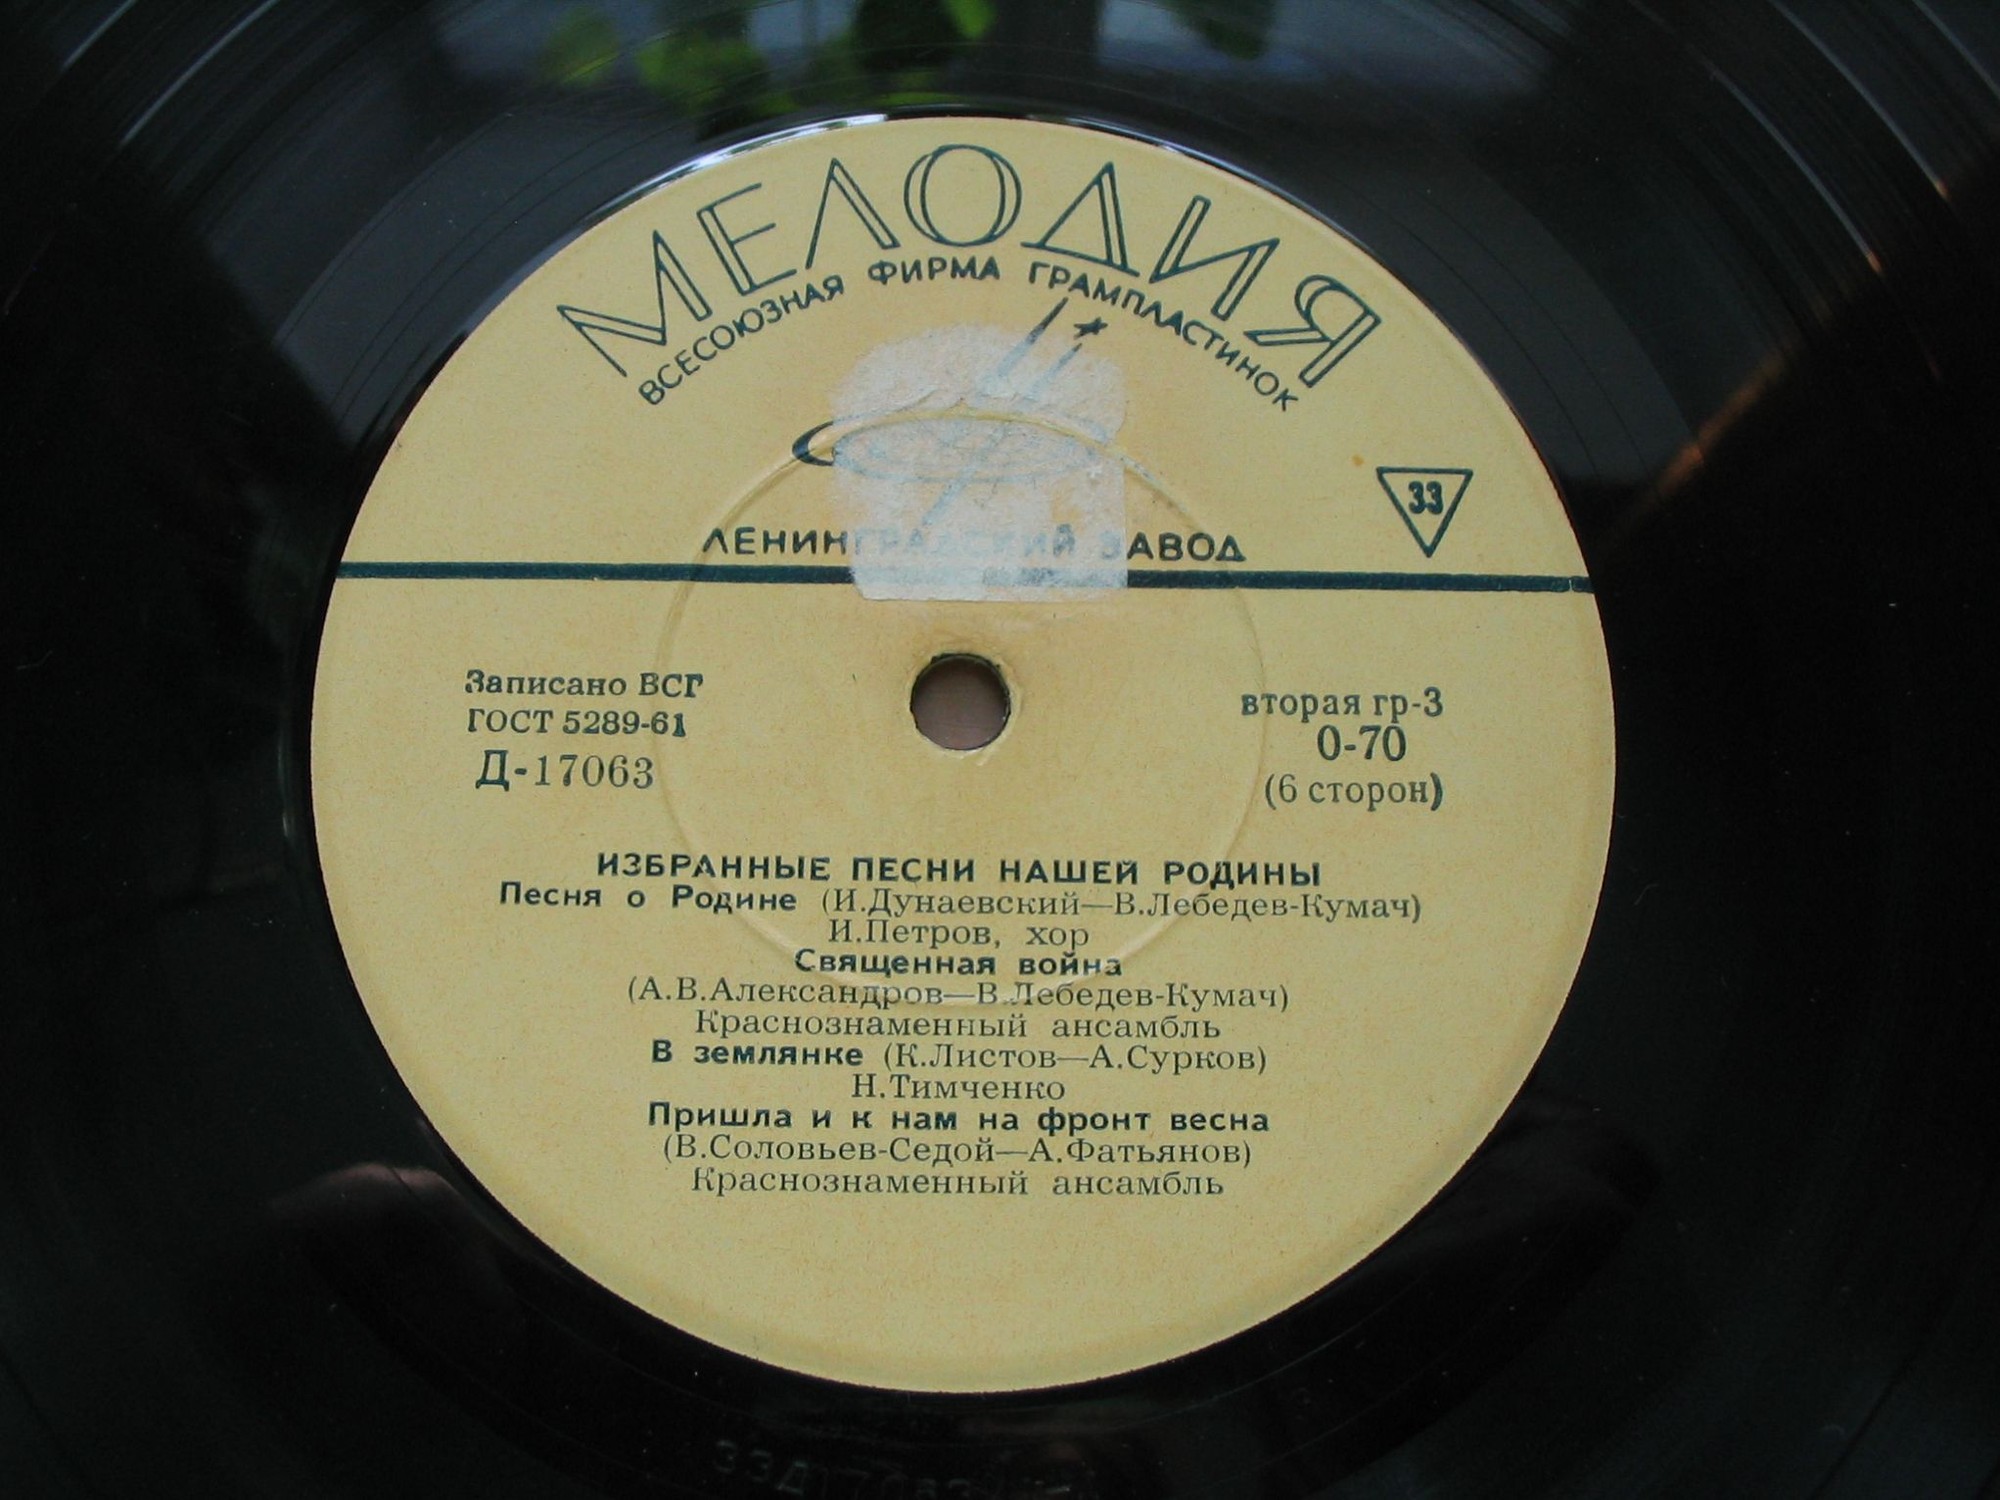 МЕЛОДИЯ
ВСЕСОЮЗНАЯ ФИРМА ГРАМПЛАСТИНОК
33
ЛЕНИНГРАДСКИЙ ЗАВОД
Записано ВСГ
ГОСТ 5289-61
Д-17063
вторая гр-3
0-70
(6 сторон)
ИЗБРАННЫЕ ПЕСНИ НАШЕЙ РОДИНЫ
Песня о Родине (И.Дунаевский—В.Лебедев-Кумач)
И.Петров, хор
Священная война
(А.В.Александров—В.Лебедев-Кумач)
Краснознаменный ансамбль
В землянке (К.Листов—А.Сурков)
Н.Тимченко
Пришла и к нам на фронт весна
(В.Соловьев-Седой—А.Фатьянов)
Краснознаменный ансамбль